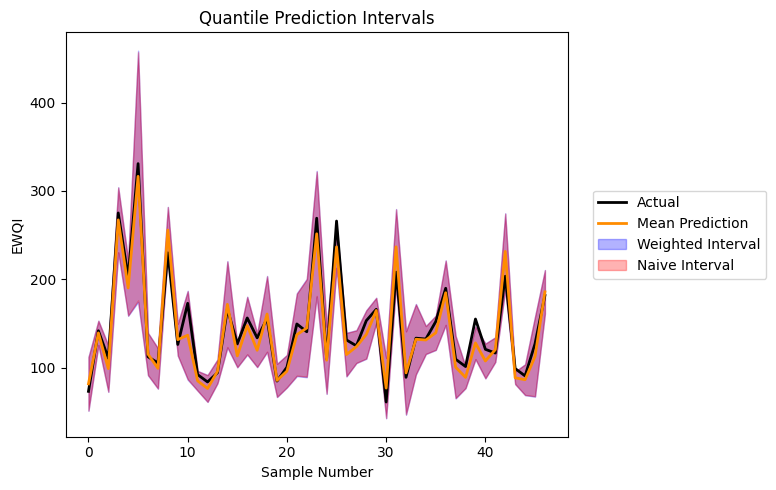 Quantile Prediction Intervals
400
300
200
100
EWQI
0
10
20
30
40
Sample Number
Actual
Mean Prediction
Weighted Interval
Naive Interval